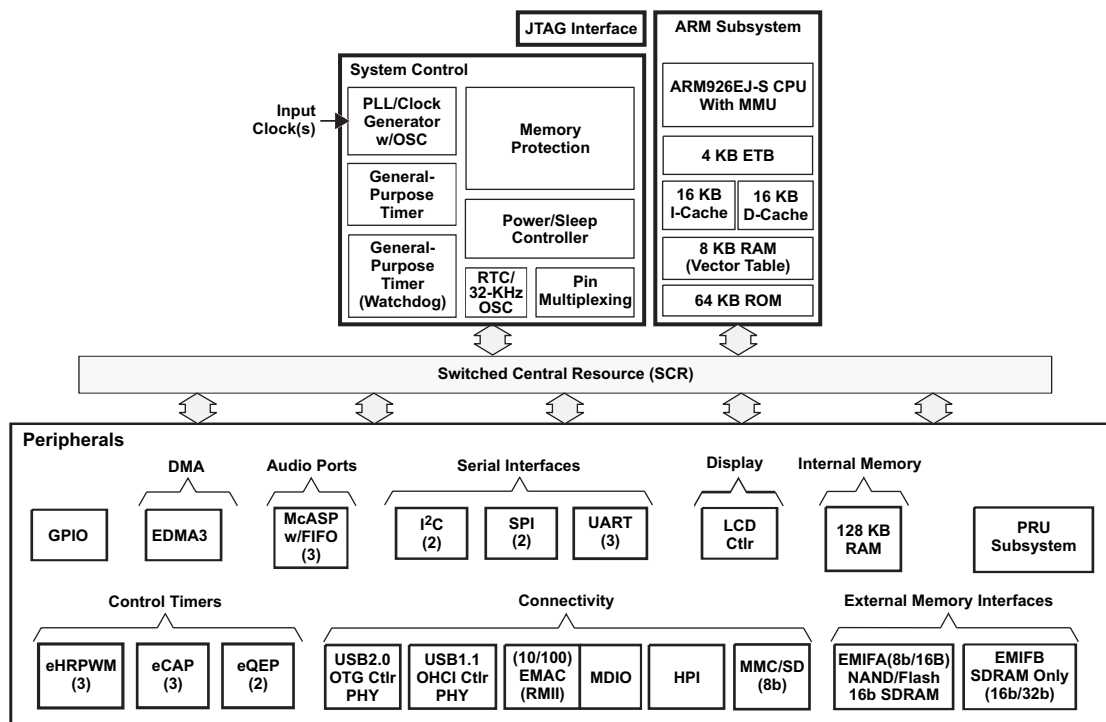 JTAG Interface
ARM Subsystem
System Control
Input
Clock(s)
PLL/Clock
Generator
w/OSC
General-
Purpose
Timer
General-
Purpose
Timer
(Watchdog)
Memory
Protection
Power/Sleep
Controller
RTC/
32-KHz
OSC
Pin
Multiplexing
ARM926EJ-S CPU
With MMU
4 KB ETB
16 KB
I-Cache
16 KB
D-Cache
8 KB RAM
(Vector Table)
64 KB ROM
Switched Central Resource (SCR)
Peripherals
DMA
Audio Ports
Serial Interfaces
Display
Internal Memory
GPIO
EDMA3
McASP
w/FIFO
(3)
I²C
(2)
SPI
(2)
UART
(3)
LCD
Ctlr
128 KB
RAM
PRU
Subsystem
Control Timers
Connectivity
External Memory Interfaces
eHRPWM
(3)
eCAP
(3)
eQEP
(2)
USB2.0
OTG Ctlr
PHY
USB1.1
OHCI Ctlr
PHY
(10/100)
EMAC
(RMII)
MDIO
HPI
MMC/SD
(8b)
EMIFA(8b/16B)
NAND/Flash
16b SDRAM
EMIFB
SDRAM Only
(16b/32b)